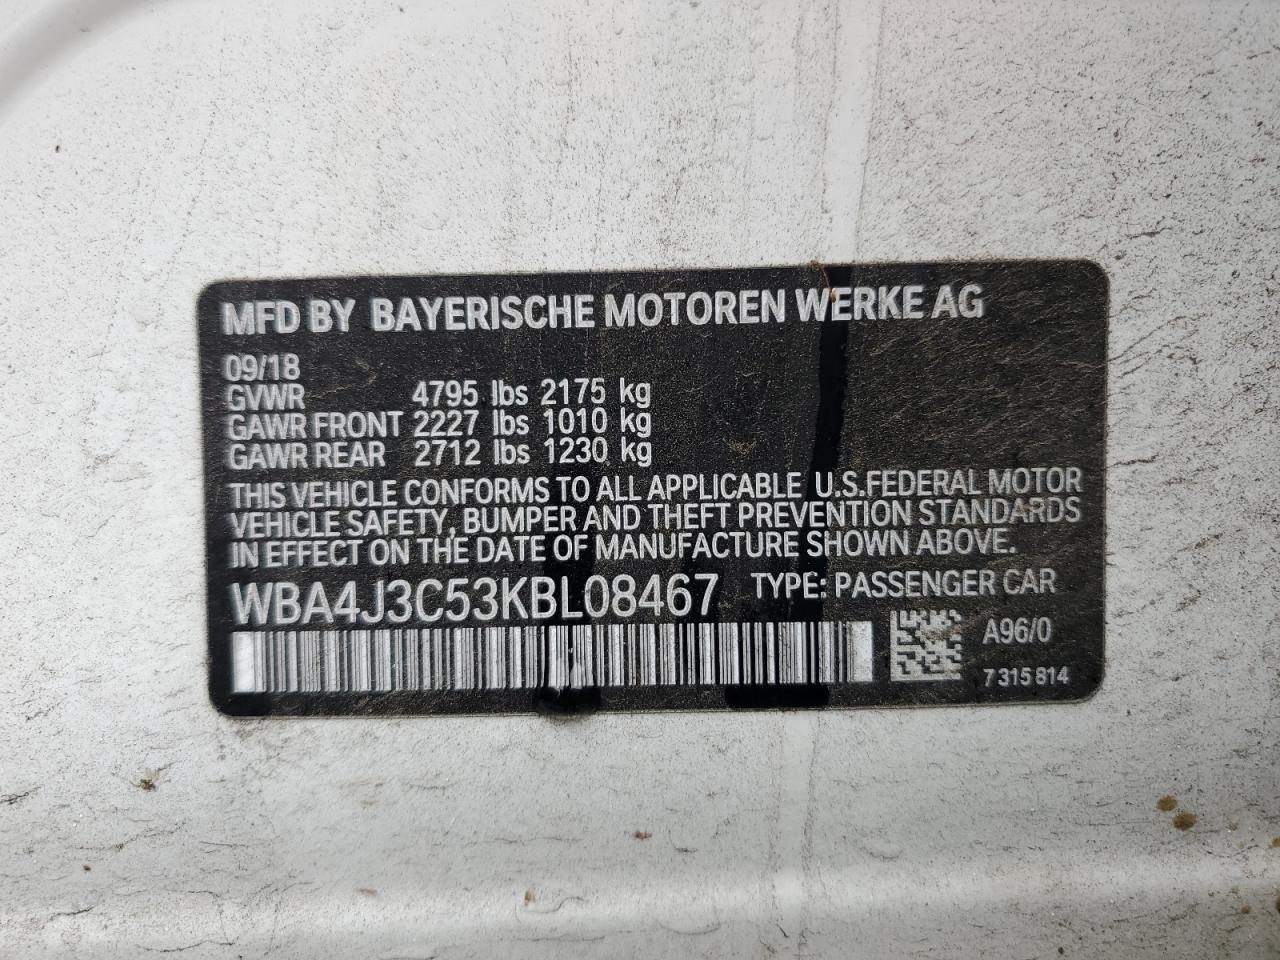 MFD BY BAYERISCHE MOTOREN WERKE AG
09/18
GVWR 4795 lbs 2175 kg
GAWR FRONT 2227 lbs 1010 kg
GAWR REAR 2712 lbs 1230 kg
THIS VEHICLE CONFORMS TO ALL APPLICABLE U.S.FEDERAL MOTOR
VEHICLE SAFETY, BUMPER AND THEFT PREVENTION STANDARDS
IN EFFECT ON THE DATE OF MANUFACTURE SHOWN ABOVE.
WBA4J3C53KBL08467 TYPE: PASSENGER CAR
A96/0
7 315 814